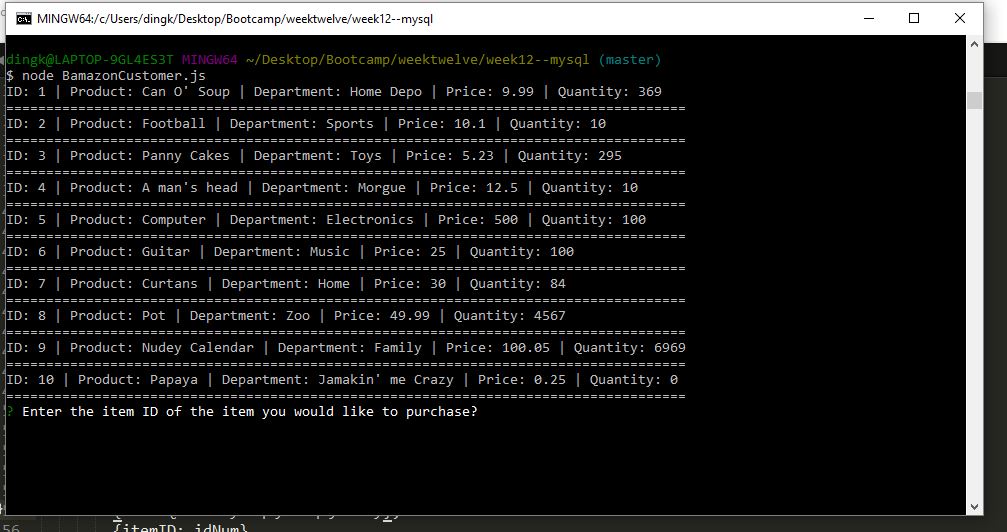 MINGW64:/c/Users/dingk/Desktop/Bootcamp/weektwelve/week12--mysql
dingk@LAPTOP-9GL4ES3T MINGW64 ~/Desktop/Bootcamp/weektwelve/week12--mysql (master)
$ node BamazonCustomer.js
ID: 1 | Product: Can O' Soup | Department: Home Depo | Price: 9.99 | Quantity: 369
=====================================================================================
ID: 2 | Product: Football | Department: Sports | Price: 10.1 | Quantity: 10
=====================================================================================
ID: 3 | Product: Panny Cakes | Department: Toys | Price: 5.23 | Quantity: 295
=====================================================================================
ID: 4 | Product: A man's head | Department: Morgue | Price: 12.5 | Quantity: 10
=====================================================================================
ID: 5 | Product: Computer | Department: Electronics | Price: 500 | Quantity: 100
=====================================================================================
ID: 6 | Product: Guitar | Department: Music | Price: 25 | Quantity: 100
=====================================================================================
ID: 7 | Product: Curtans | Department: Home | Price: 30 | Quantity: 84
=====================================================================================
ID: 8 | Product: Pot | Department: Zoo | Price: 49.99 | Quantity: 4567
=====================================================================================
ID: 9 | Product: Nudey Calendar | Department: Family | Price: 100.05 | Quantity: 6969
=====================================================================================
ID: 10 | Product: Papaya | Department: Jamakin' me Crazy | Price: 0.25 | Quantity: 0
=====================================================================================
? Enter the item ID of the item you would like to purchase?
56 {itemID: idNum}